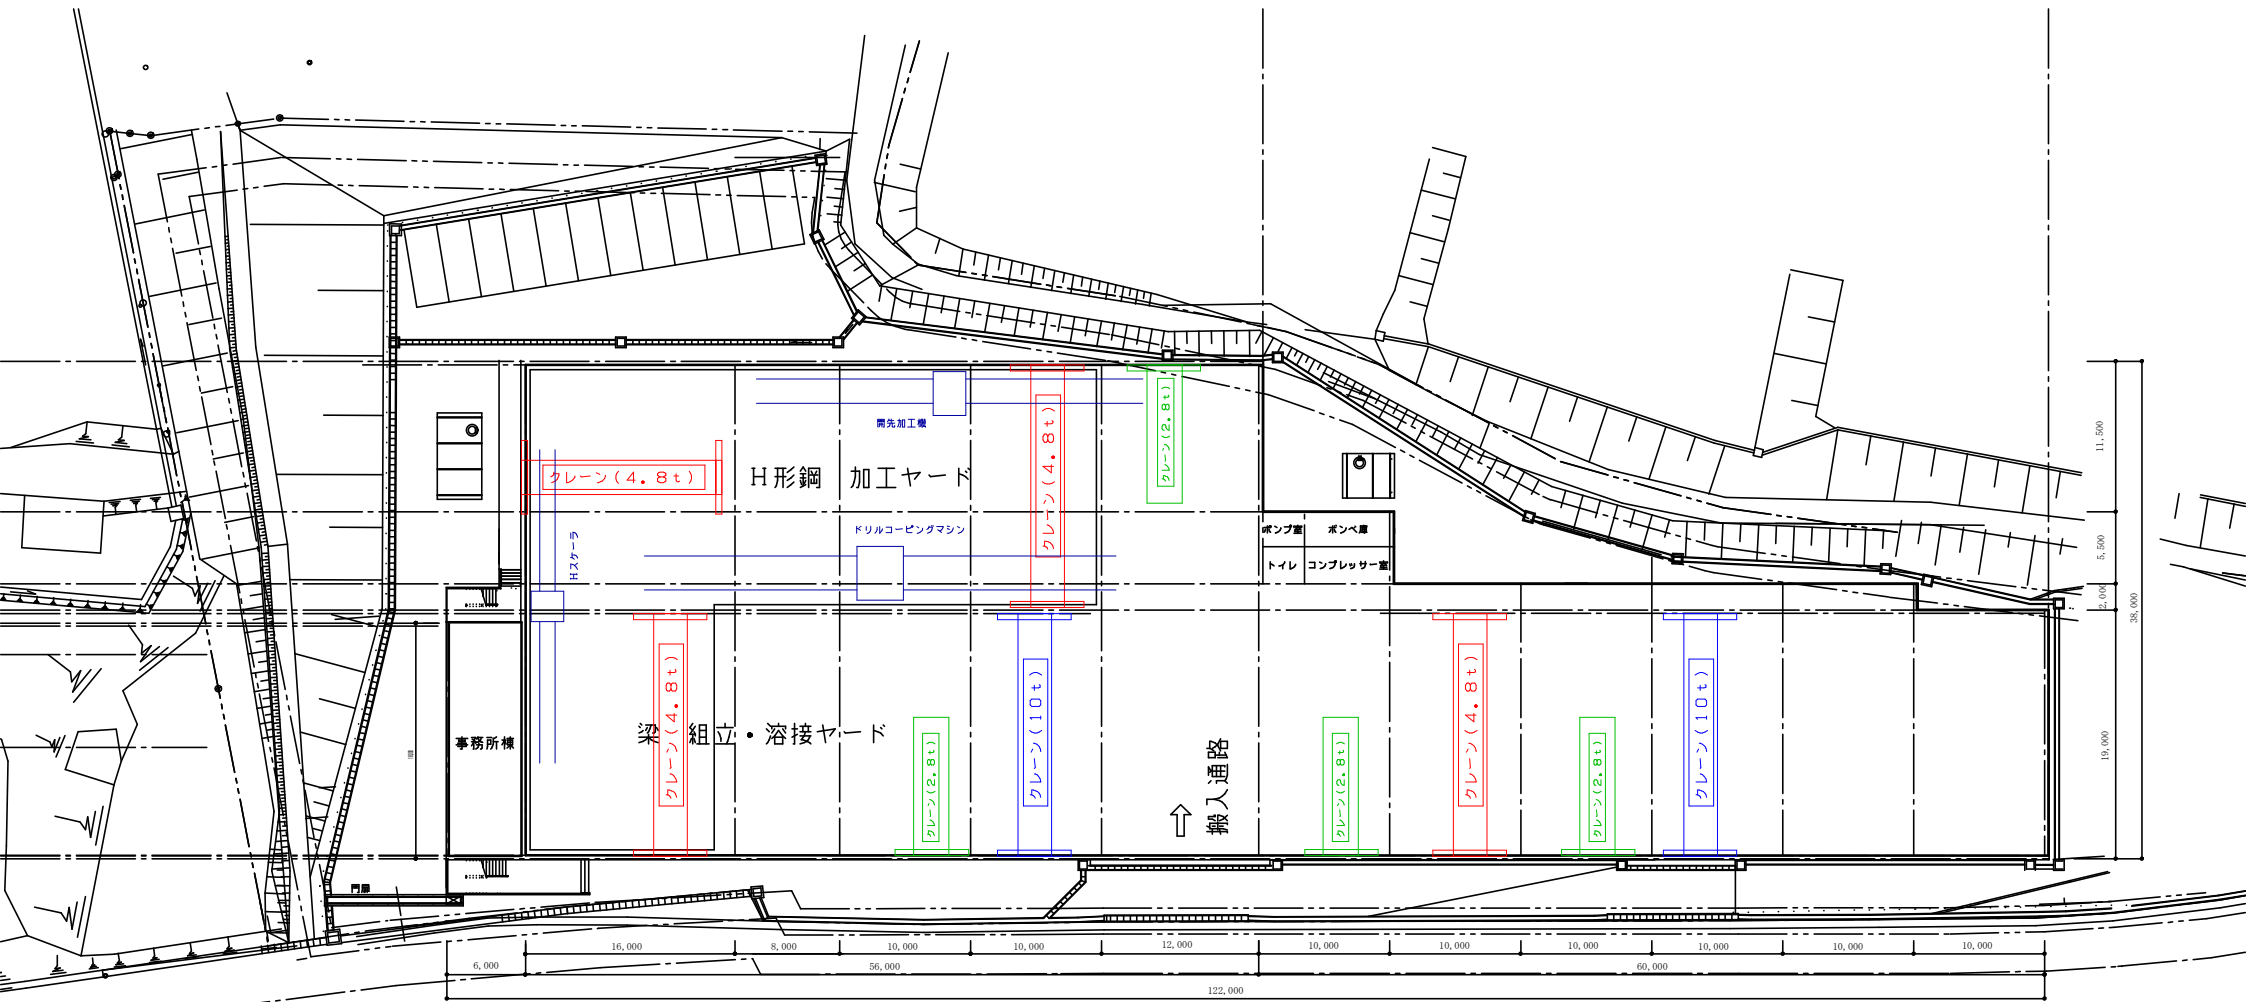 クレーン(2.8t)
クレーン(4.8t)
開先加工機
クレーン(4.8t)
H形鋼 加工ヤード
11,500
ドリルコーピングマシン
Hスケーラ
ポンプ室
ボンベ庫
トイレ
コンプレッサー室
5,500
2,000
38,000
クレーン(4.8t)
クレーン(10t)
クレーン(4.8t)
クレーン(10t)
梁 組立・溶接ヤード
事務所棟
クレーン(2.8t)
搬入通路
クレーン(2.8t)
クレーン(2.8t)
19,000
門扉
16,000
8,000
10,000
10,000
12,000
10,000
10,000
10,000
10,000
10,000
10,000
6,000
56,000
60,000
122,000